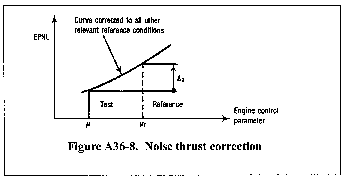 Curve corrected to all other
relevant reference conditions
EPNL
Δ₃
Test
Reference
Engine control
parameter
μ
μr
Figure A36-8. Noise thrust correction